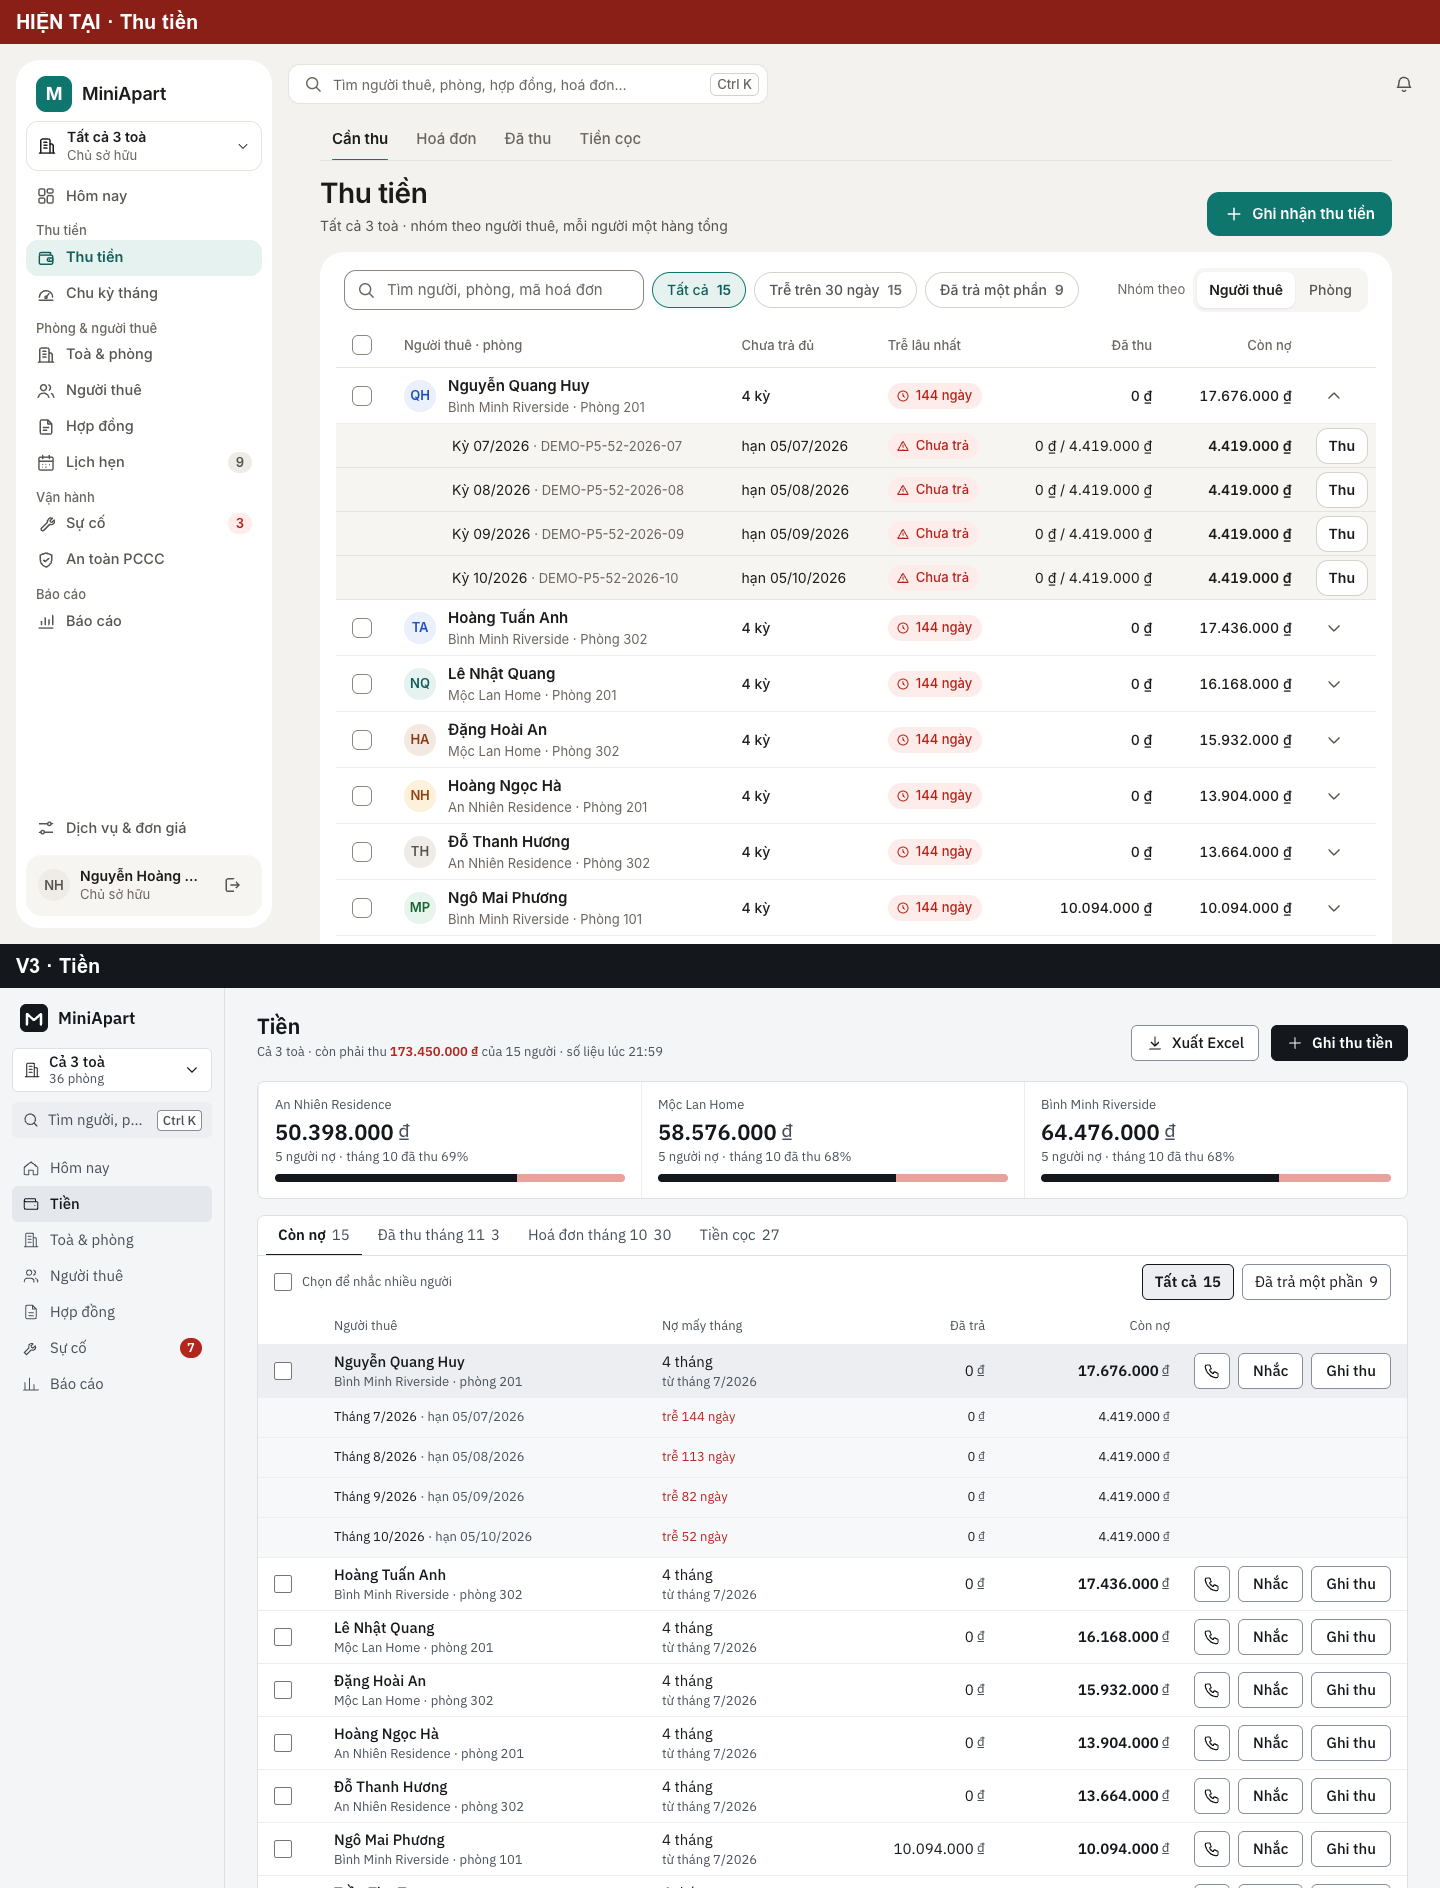 HIỆN TẠI · Thu tiền
M MiniApart
Tìm người thuê, phòng, hợp đồng, hoá đơn... Ctrl K
Tất cả 3 toà
Chủ sở hữu
Hôm nay
Thu tiền
Thu tiền
Chu kỳ tháng
Phòng & người thuê
Toà & phòng
Người thuê
Hợp đồng
Lịch hẹn 9
Vận hành
Sự cố 3
An toàn PCCC
Báo cáo
Báo cáo
Dịch vụ & đơn giá
NH Nguyễn Hoàng ...
Chủ sở hữu
Cần thu Hoá đơn Đã thu Tiền cọc
Thu tiền
Tất cả 3 toà · nhóm theo người thuê, mỗi người một hàng tổng
Ghi nhận thu tiền
Tìm người, phòng, mã hoá đơn Tất cả 15 Trễ trên 30 ngày 15 Đã trả một phần 9 Nhóm theo Người thuê Phòng
Người thuê · phòng Chưa trả đủ Trễ lâu nhất Đã thu Còn nợ
QH Nguyễn Quang Huy 4 kỳ 144 ngày 0 ₫ 17.676.000 ₫
Bình Minh Riverside · Phòng 201
Kỳ 07/2026 · DEMO-P5-52-2026-07 hạn 05/07/2026 Chưa trả 0 ₫ / 4.419.000 ₫ 4.419.000 ₫ Thu
Kỳ 08/2026 · DEMO-P5-52-2026-08 hạn 05/08/2026 Chưa trả 0 ₫ / 4.419.000 ₫ 4.419.000 ₫ Thu
Kỳ 09/2026 · DEMO-P5-52-2026-09 hạn 05/09/2026 Chưa trả 0 ₫ / 4.419.000 ₫ 4.419.000 ₫ Thu
Kỳ 10/2026 · DEMO-P5-52-2026-10 hạn 05/10/2026 Chưa trả 0 ₫ / 4.419.000 ₫ 4.419.000 ₫ Thu
TA Hoàng Tuấn Anh 4 kỳ 144 ngày 0 ₫ 17.436.000 ₫
Bình Minh Riverside · Phòng 302
NQ Lê Nhật Quang 4 kỳ 144 ngày 0 ₫ 16.168.000 ₫
Mộc Lan Home · Phòng 201
HA Đặng Hoài An 4 kỳ 144 ngày 0 ₫ 15.932.000 ₫
Mộc Lan Home · Phòng 302
NH Hoàng Ngọc Hà 4 kỳ 144 ngày 0 ₫ 13.904.000 ₫
An Nhiên Residence · Phòng 201
TH Đỗ Thanh Hương 4 kỳ 144 ngày 0 ₫ 13.664.000 ₫
An Nhiên Residence · Phòng 302
MP Ngô Mai Phương 4 kỳ 144 ngày 10.094.000 ₫ 10.094.000 ₫
Bình Minh Riverside · Phòng 101
V3 · Tiền
MiniApart
Cả 3 toà
36 phòng
Tìm người, p... Ctrl K
Hôm nay
Tiền
Toà & phòng
Người thuê
Hợp đồng
Sự cố 7
Báo cáo
Tiền
Cả 3 toà · còn phải thu 173.450.000 ₫ của 15 người · số liệu lúc 21:59
Xuất Excel Ghi thu tiền
An Nhiên Residence
50.398.000 ₫
5 người nợ · tháng 10 đã thu 69%
Mộc Lan Home
58.576.000 ₫
5 người nợ · tháng 10 đã thu 68%
Bình Minh Riverside
64.476.000 ₫
5 người nợ · tháng 10 đã thu 68%
Còn nợ 15 Đã thu tháng 11 3 Hoá đơn tháng 10 30 Tiền cọc 27
Chọn để nhắc nhiều người Tất cả 15 Đã trả một phần 9
Người thuê Nợ mấy tháng Đã trả Còn nợ
Nguyễn Quang Huy 4 tháng 0 ₫ 17.676.000 ₫ Nhắc Ghi thu
Bình Minh Riverside · phòng 201 từ tháng 7/2026
Tháng 7/2026 · hạn 05/07/2026 trễ 144 ngày 0 ₫ 4.419.000 ₫
Tháng 8/2026 · hạn 05/08/2026 trễ 113 ngày 0 ₫ 4.419.000 ₫
Tháng 9/2026 · hạn 05/09/2026 trễ 82 ngày 0 ₫ 4.419.000 ₫
Tháng 10/2026 · hạn 05/10/2026 trễ 52 ngày 0 ₫ 4.419.000 ₫
Hoàng Tuấn Anh 4 tháng 0 ₫ 17.436.000 ₫ Nhắc Ghi thu
Bình Minh Riverside · phòng 302 từ tháng 7/2026
Lê Nhật Quang 4 tháng 0 ₫ 16.168.000 ₫ Nhắc Ghi thu
Mộc Lan Home · phòng 201 từ tháng 7/2026
Đặng Hoài An 4 tháng 0 ₫ 15.932.000 ₫ Nhắc Ghi thu
Mộc Lan Home · phòng 302 từ tháng 7/2026
Hoàng Ngọc Hà 4 tháng 0 ₫ 13.904.000 ₫ Nhắc Ghi thu
An Nhiên Residence · phòng 201 từ tháng 7/2026
Đỗ Thanh Hương 4 tháng 0 ₫ 13.664.000 ₫ Nhắc Ghi thu
An Nhiên Residence · phòng 302 từ tháng 7/2026
Ngô Mai Phương 4 tháng 10.094.000 ₫ 10.094.000 ₫ Nhắc Ghi thu
Bình Minh Riverside · phòng 101 từ tháng 7/2026